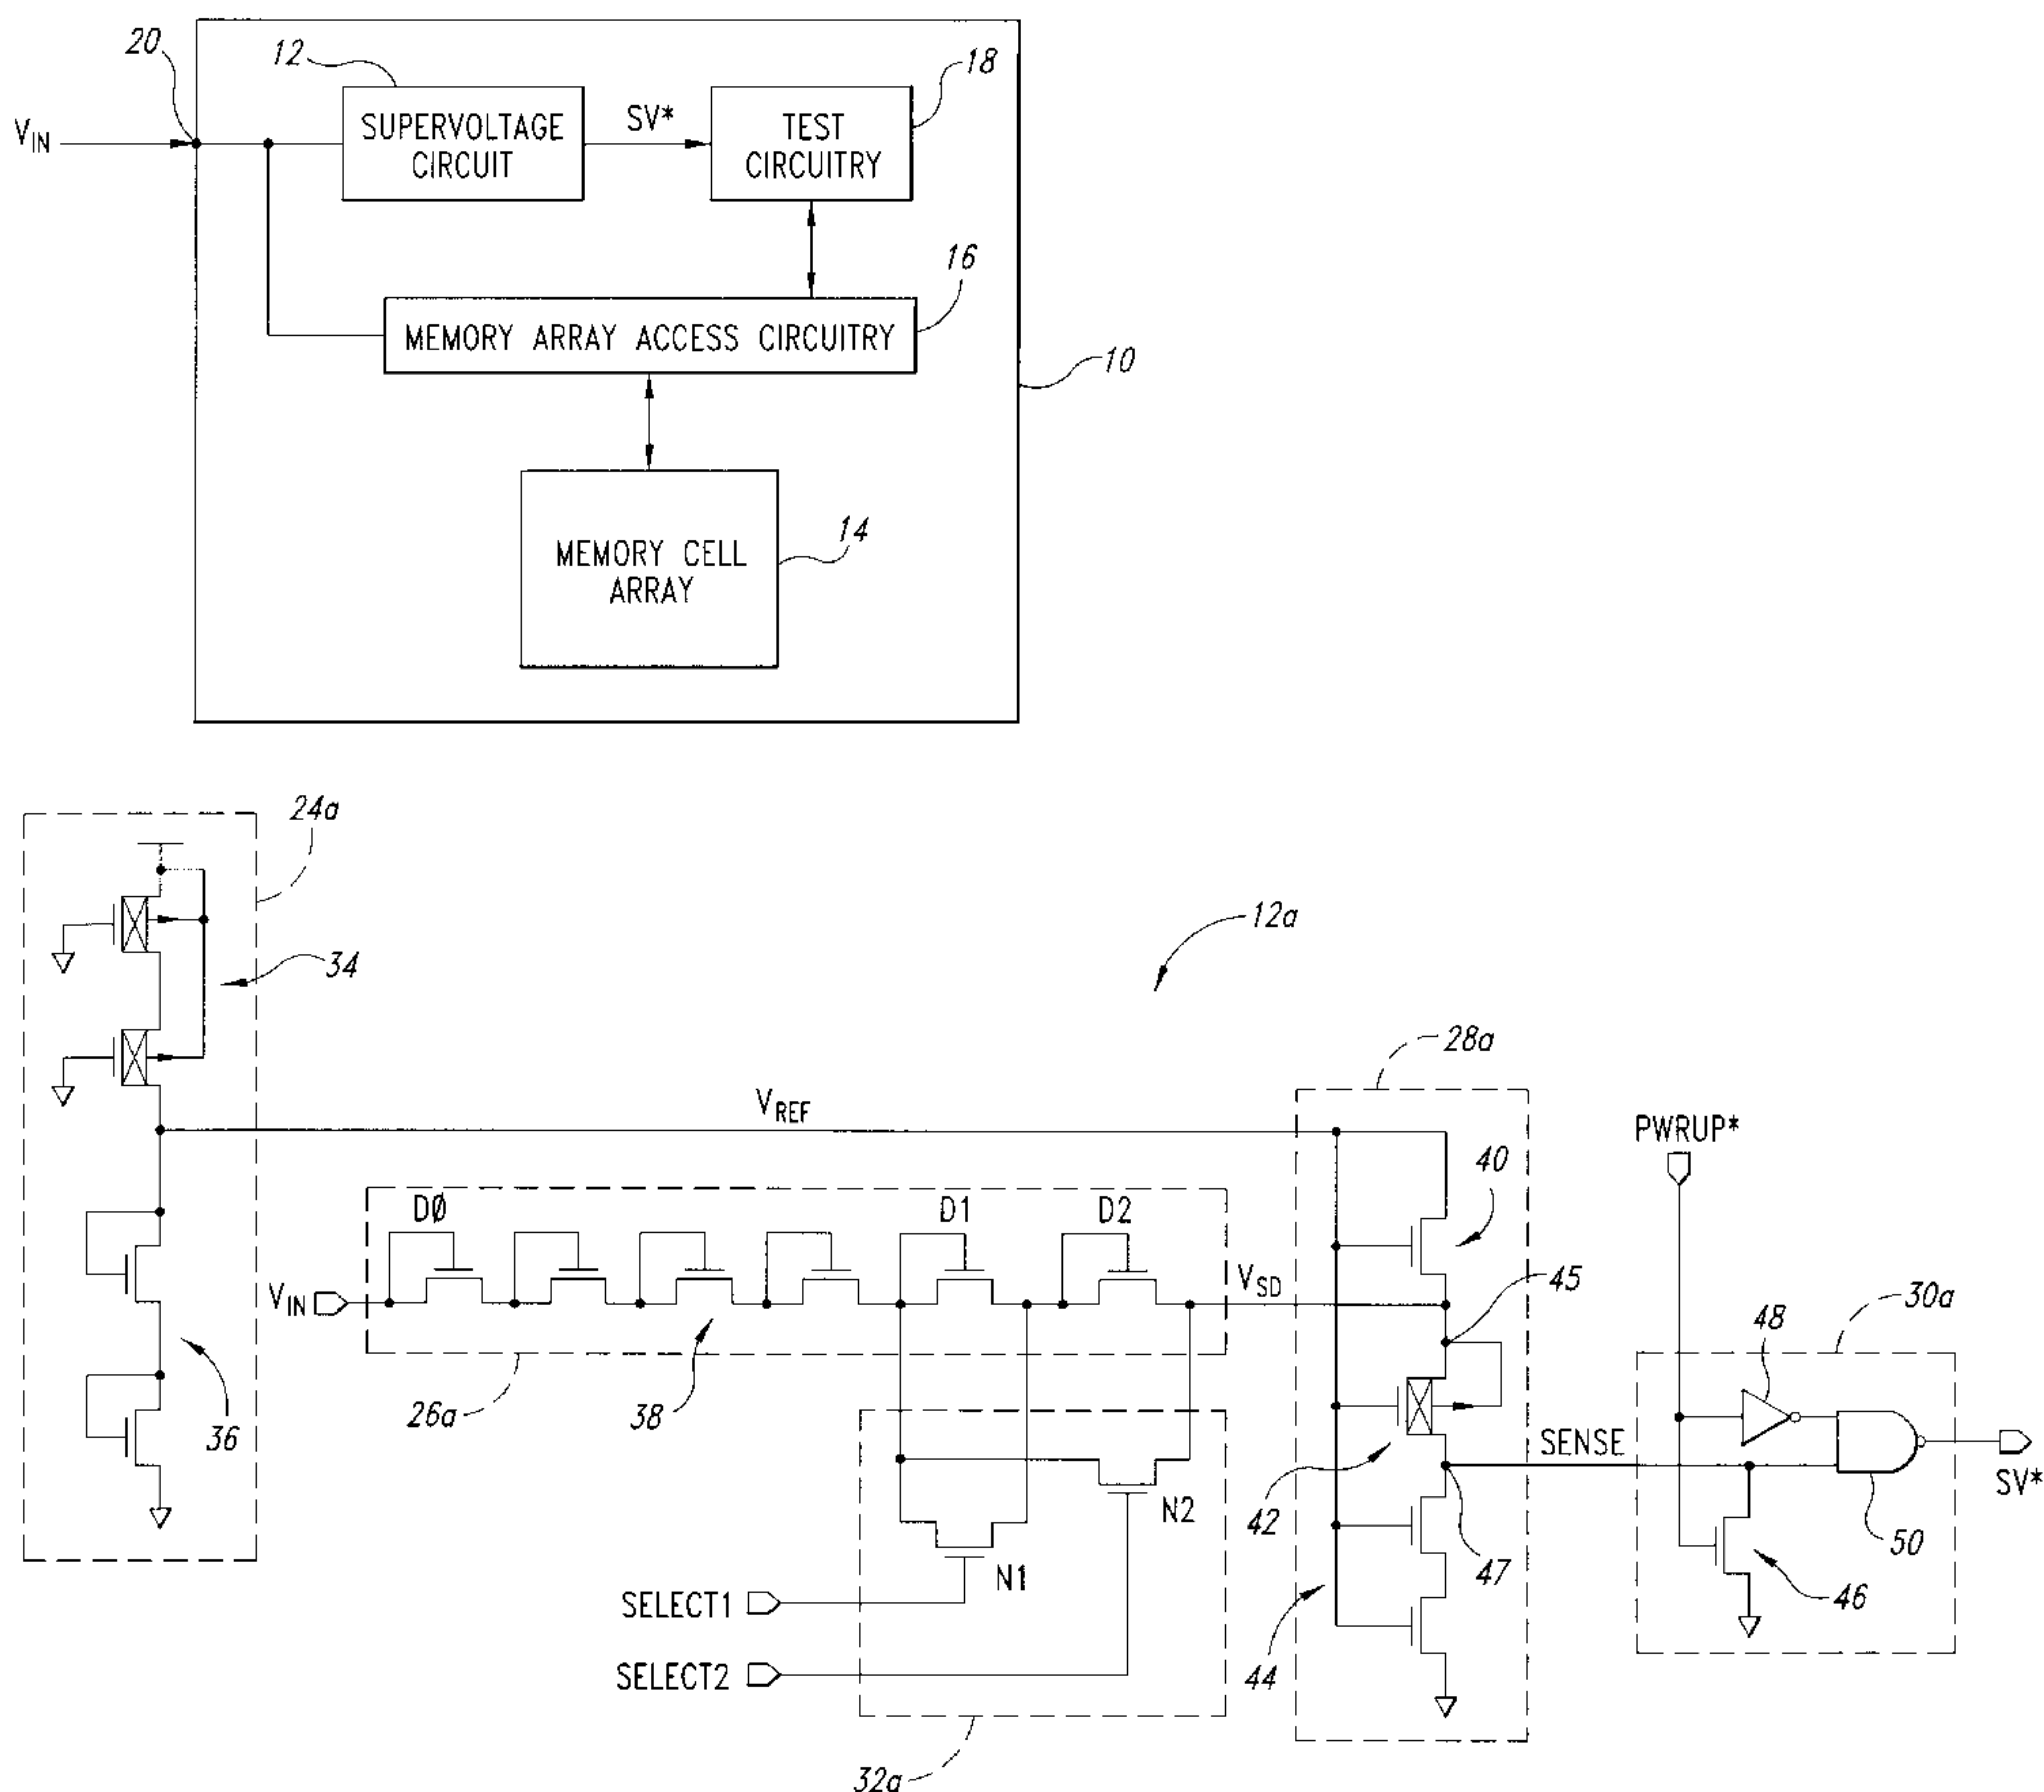 20
12
18
V_IN
SUPERVOLTAGE
CIRCUIT
SV*
TEST
CIRCUITRY
16
MEMORY ARRAY ACCESS CIRCUITRY
10
14
MEMORY CELL
ARRAY
24a
34
12a
28a
V_REF
PWRUP*
40
DØ
D1
D2
V_IN
V_SD
45
30a
48
36
26a
38
42
SENSE
SV*
N2
47
50
N1
SELECT1
46
SELECT2
44
32a